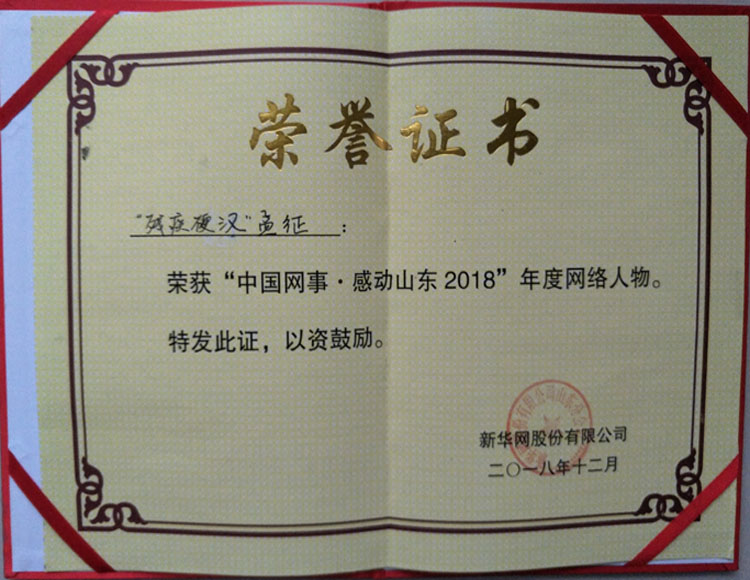 荣誉证书
“残疾硬汉”孟征：
荣获“中国网事·感动山东2018”年度网络人物。
特发此证，以资鼓励。
新华网股份有限公司
二〇一八年十二月